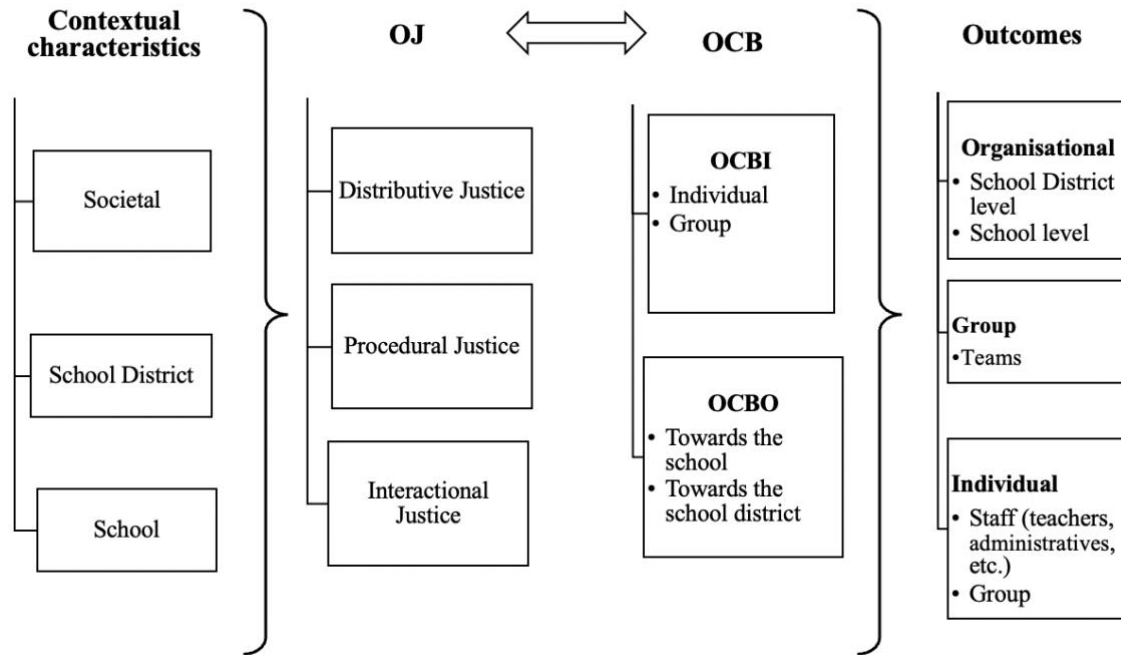 Contextual
characteristics
Societal
School District
School
OJ
Distributive Justice
Procedural Justice
Interactional
Justice
OCB
OCBI
• Individual
• Group
OCBO
• Towards the
school
• Towards the
school district
Outcomes
Organisational
• School District
level
• School level
Group
•Teams
Individual
• Staff (teachers,
administratives,
etc.)
• Group